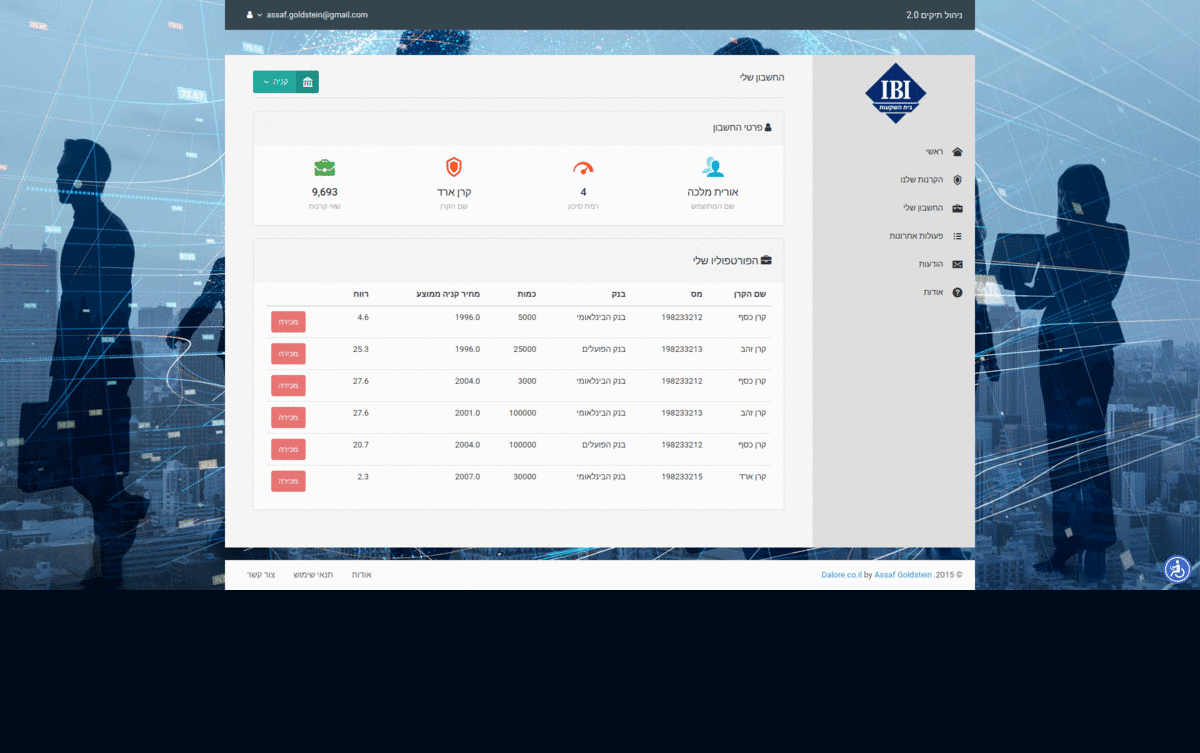 ניהול תיקים 2.0
assaf.goldstein@gmail.com
IBI
בית השקעות
ראשי
הקרנות שלנו
החשבון שלי
פעולות אחרונות
הודעות
אודות
החשבון שלי
קניה
פרטי החשבון
אורית מלכה
שם המתשמש
4
רמת סיכון
קרן ארד
שם הקרן
9,693
שווי קרנות
הפורטפוליו שלי
שם הקרן מס בנק כמות מחיר קניה ממוצע רווח
קרן כסף 198233212 בנק הבינלאומי 5000 1996.0 4.6 מכירה
קרן זהב 198233213 בנק הפועלים 25000 1996.0 25.3 מכירה
קרן כסף 198233212 בנק הבינלאומי 3000 2004.0 27.6 מכירה
קרן זהב 198233213 בנק הבינלאומי 100000 2001.0 27.6 מכירה
קרן כסף 198233212 בנק הפועלים 100000 2004.0 20.7 מכירה
קרן ארד 198233215 בנק הבינלאומי 30000 2007.0 2.3 מכירה
© 2015. Dalore.co.il by Assaf Goldstein
אודות תנאי שימוש צור קשר